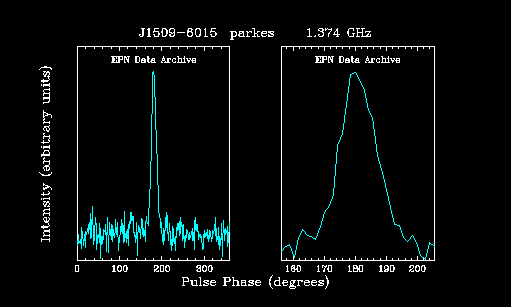 J1509-6015 parkes 1.374 GHz
EPN Data Archive EPN Data Archive
Intensity (arbitrary units)
0 100 200 300 160 170 180 190 200
Pulse Phase (degrees)